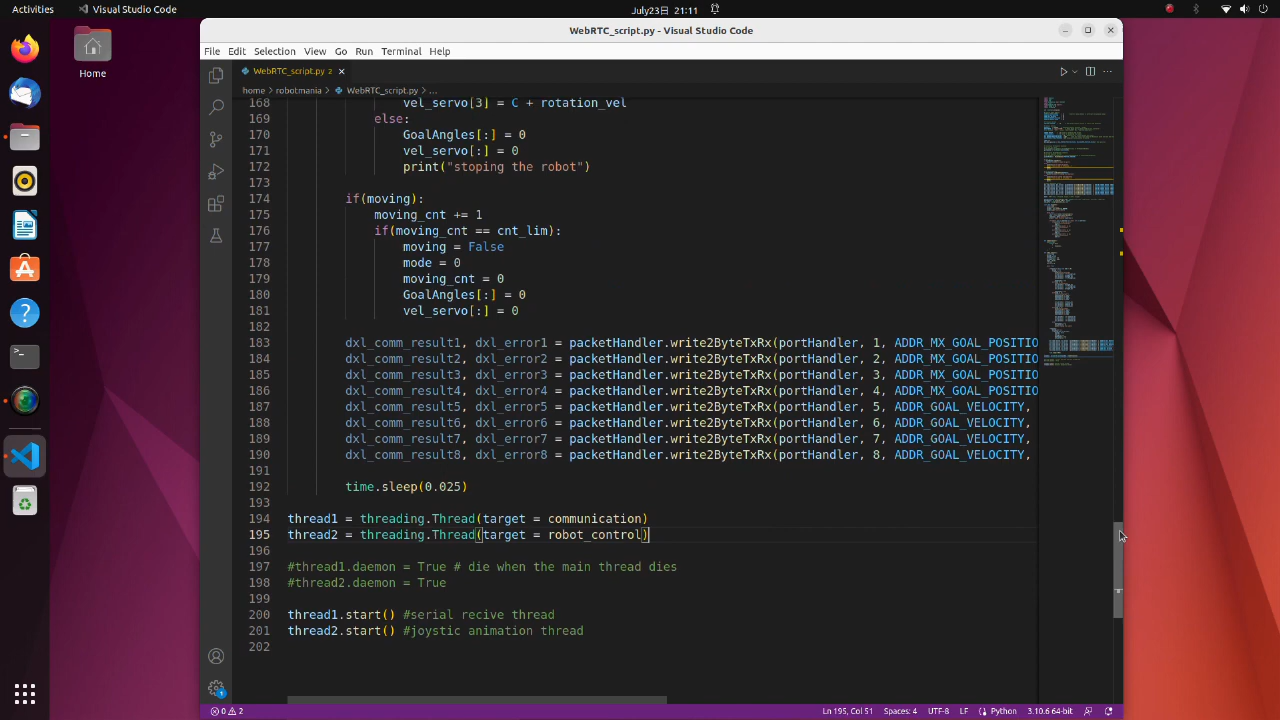 Activities
Visual Studio Code
July23日 21:11
WebRTC_script.py - Visual Studio Code
Home
File Edit Selection View Go Run Terminal Help
WebRTC_script.py 2
home > robotmania > WebRTC_script.py > ...
168 vel_servo[3] = C + rotation_vel
169 else:
170 GoalAngles[:] = 0
171 vel_servo[:] = 0
172 print("stoping the robot")
173
174 if(moving):
175 moving_cnt += 1
176 if(moving_cnt == cnt_lim):
177 moving = False
178 mode = 0
179 moving_cnt = 0
180 GoalAngles[:] = 0
181 vel_servo[:] = 0
182
183 dxl_comm_result1, dxl_error1 = packetHandler.write2ByteTxRx(portHandler, 1, ADDR_MX_GOAL_POSITIO
184 dxl_comm_result2, dxl_error2 = packetHandler.write2ByteTxRx(portHandler, 2, ADDR_MX_GOAL_POSITIO
185 dxl_comm_result3, dxl_error3 = packetHandler.write2ByteTxRx(portHandler, 3, ADDR_MX_GOAL_POSITIO
186 dxl_comm_result4, dxl_error4 = packetHandler.write2ByteTxRx(portHandler, 4, ADDR_MX_GOAL_POSITIO
187 dxl_comm_result5, dxl_error5 = packetHandler.write2ByteTxRx(portHandler, 5, ADDR_GOAL_VELOCITY,
188 dxl_comm_result6, dxl_error6 = packetHandler.write2ByteTxRx(portHandler, 6, ADDR_GOAL_VELOCITY,
189 dxl_comm_result7, dxl_error7 = packetHandler.write2ByteTxRx(portHandler, 7, ADDR_GOAL_VELOCITY,
190 dxl_comm_result8, dxl_error8 = packetHandler.write2ByteTxRx(portHandler, 8, ADDR_GOAL_VELOCITY,
191
192 time.sleep(0.025)
193
194 thread1 = threading.Thread(target = communication)
195 thread2 = threading.Thread(target = robot_control)
196
197 #thread1.daemon = True # die when the main thread dies
198 #thread2.daemon = True
199
200 thread1.start() #serial recive thread
201 thread2.start() #joystic animation thread
202
0 2 Ln 195, Col 51 Spaces: 4 UTF-8 LF Python 3.10.6 64-bit